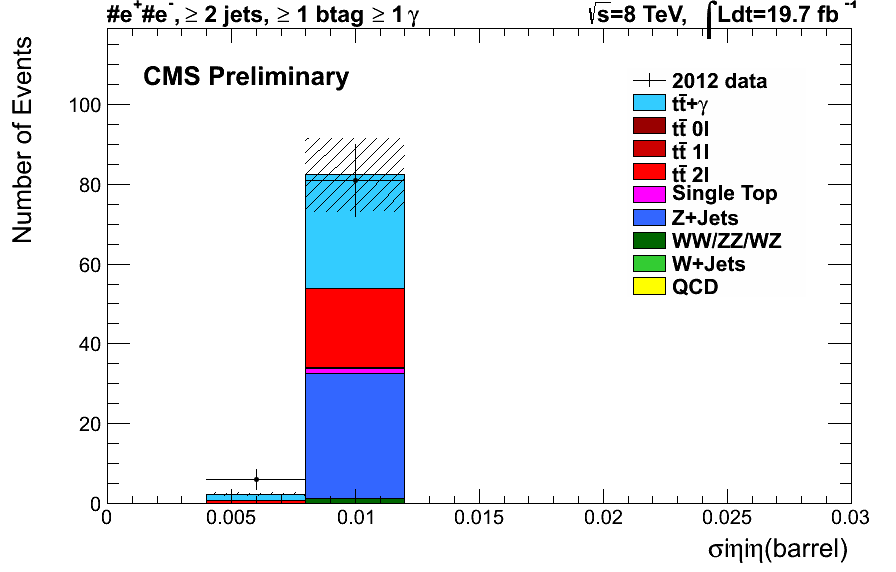 #e⁺#e⁻, ≥ 2 jets, ≥ 1 btag ≥ 1 γ
√s=8 TeV, ∫Ldt=19.7 fb⁻¹
CMS Preliminary
2012 data
tt̄+γ
tt̄ 0l
tt̄ 1l
tt̄ 2l
Single Top
Z+Jets
WW/ZZ/WZ
W+Jets
QCD
Number of Events
100
80
60
40
20
0
0 0.005 0.01 0.015 0.02 0.025 0.03
σiηiη(barrel)